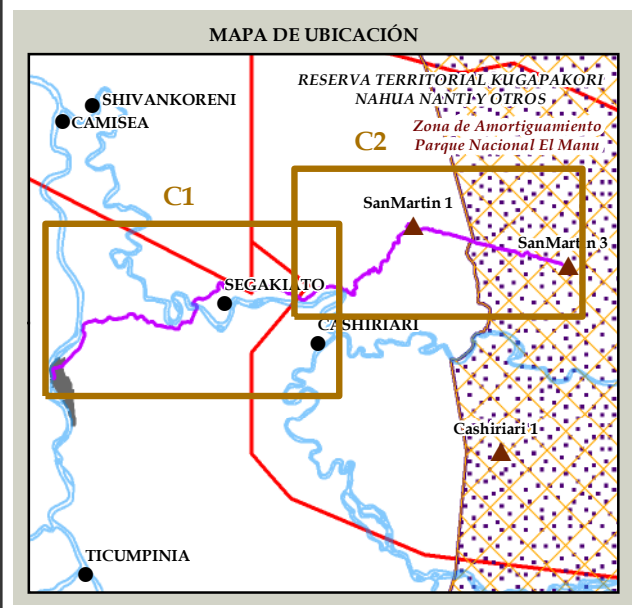 MAPA DE UBICACIÓN
RESERVA TERRITORIAL KUGAPAKORI
NAHUA NANTI Y OTROS
SHIVANKORENI
CAMISEA
Zona de Amortiguamiento
Parque Nacional El Manu
C2
C1
SanMartin 1
SanMartin 3
SEGAKIATO
CASHIRIARI
Cashiriari 1
TICUMPINIA